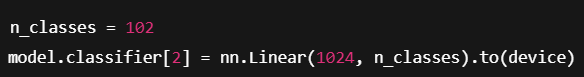 n_classes = 102
model.classifier[2] = nn.Linear(1024, n_classes).to(device)